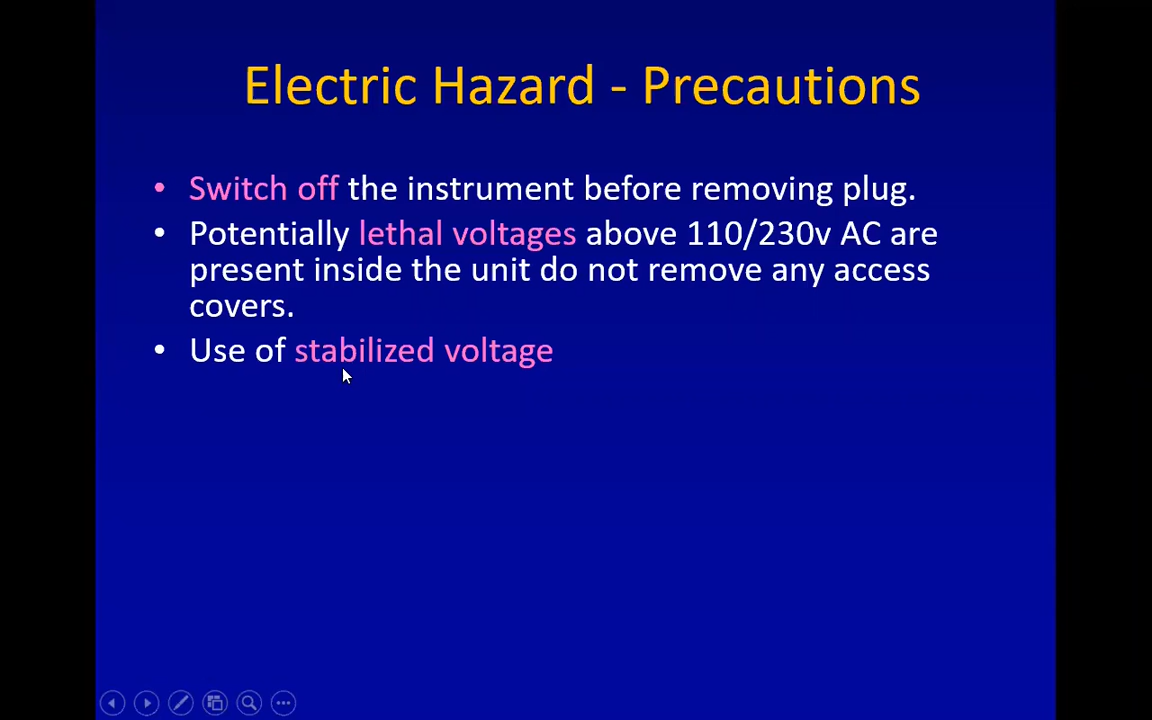 Electric Hazard - Precautions
• Switch off the instrument before removing plug.
• Potentially lethal voltages above 110/230v AC are
present inside the unit do not remove any access
covers.
• Use of stabilized voltage